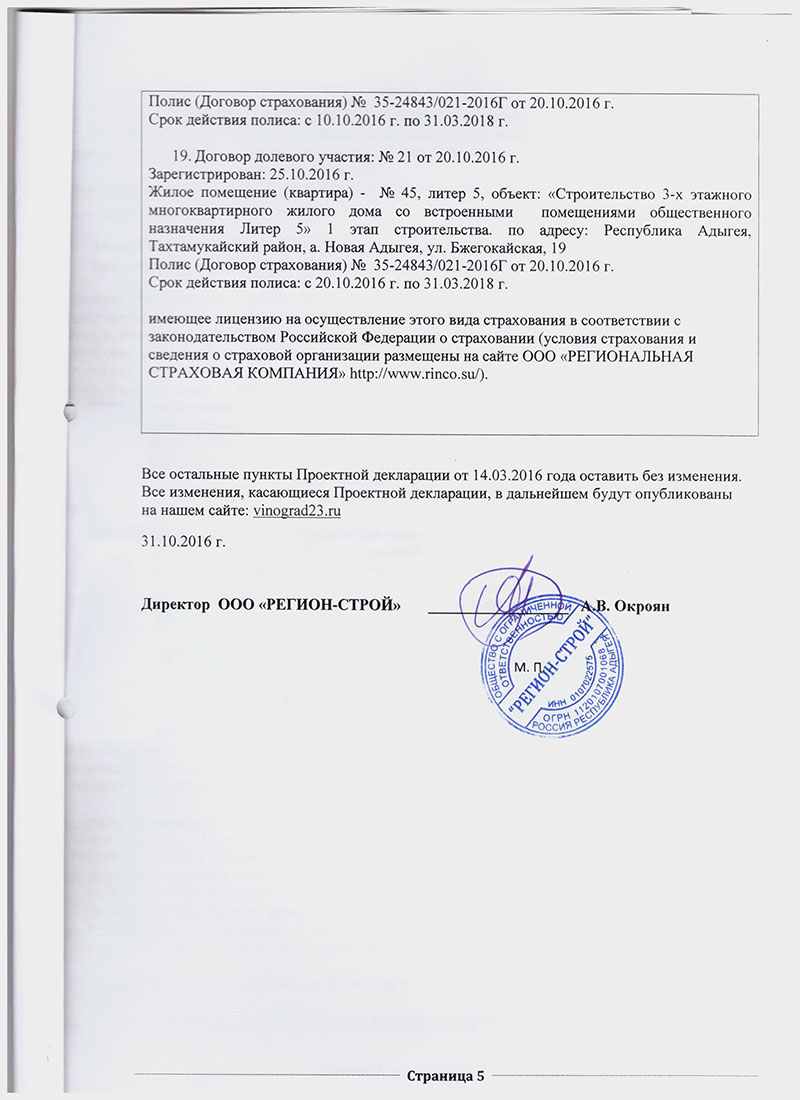 Полис (Договор страхования) № 35-24843/021-2016Г от 20.10.2016 г.
Срок действия полиса: с 10.10.2016 г. по 31.03.2018 г.
19. Договор долевого участия: № 21 от 20.10.2016 г.
Зарегистрирован: 25.10.2016 г.
Жилое помещение (квартира) - № 45, литер 5, объект: «Строительство 3-х этажного
многоквартирного жилого дома со встроенными помещениями общественного
назначения Литер 5» 1 этап строительства. по адресу: Республика Адыгея,
Тахтамукайский район, а. Новая Адыгея, ул. Бжегокайская, 19
Полис (Договор страхования) № 35-24843/021-2016Г от 20.10.2016 г.
Срок действия полиса: с 20.10.2016 г. по 31.03.2018 г.
имеющее лицензию на осуществление этого вида страхования в соответствии с
законодательством Российской Федерации о страховании (условия страхования и
сведения о страховой организации размещены на сайте ООО «РЕГИОНАЛЬНАЯ
СТРАХОВАЯ КОМПАНИЯ» http://www.rinco.su/).
Все остальные пункты Проектной декларации от 14.03.2016 года оставить без изменения.
Все изменения, касающиеся Проектной декларации, в дальнейшем будут опубликованы
на нашем сайте: vinograd23.ru
31.10.2016 г.
Директор ООО «РЕГИОН-СТРОЙ» А.В. Окроян
ОБЩЕСТВО С ОГРАНИЧЕННОЙ
ОТВЕТСТВЕННОСТЬЮ
М. П.
"РЕГИОН-СТРОЙ"
ИНН 0107022575
ОГРН 1120107001068
РОССИЯ РЕСПУБЛИКА АДЫГЕЯ
Страница 5